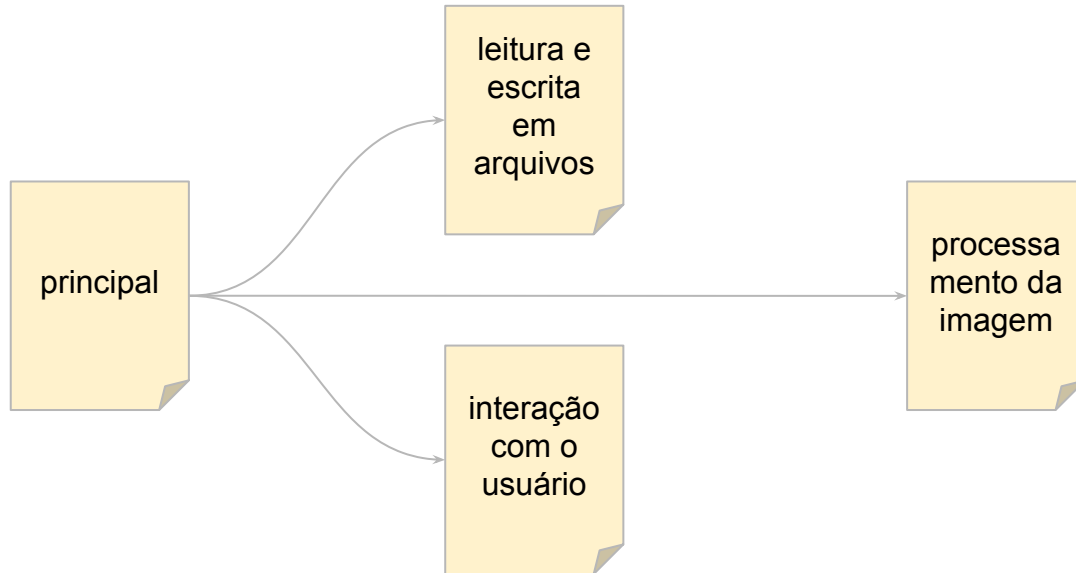 principal
leitura e
escrita
em
arquivos
interação
com o
usuário
processa
mento da
imagem